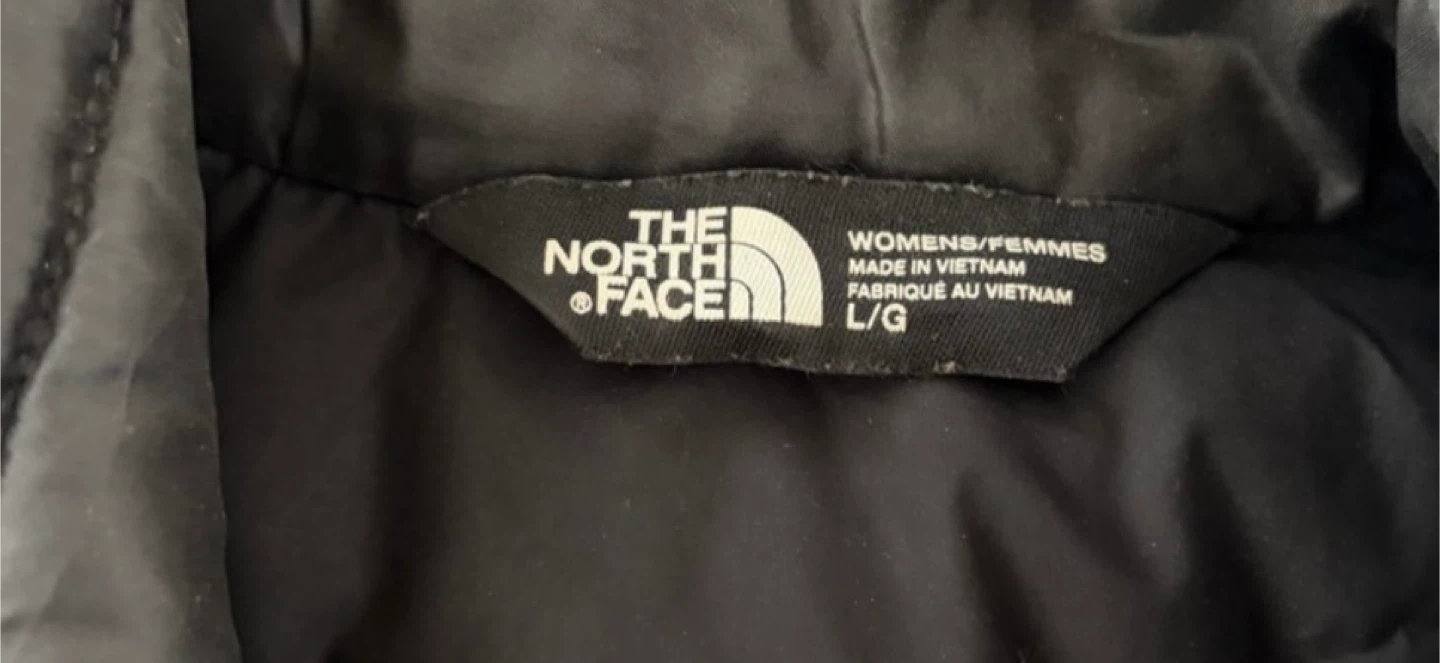 THE
NORTH
®FACE
WOMENS/FEMMES
MADE IN VIETNAM
FABRIQUÉ AU VIETNAM
L/G